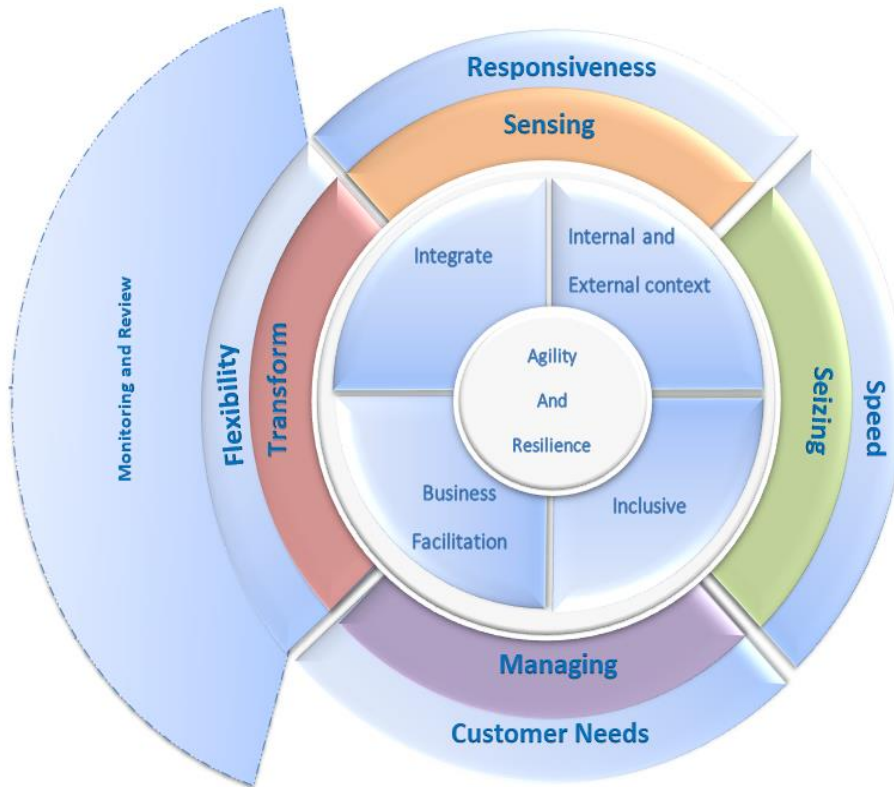 Responsiveness
Sensing
Integrate
Internal and
External context
Agility
And
Resilience
Business
Facilitation
Inclusive
Monitoring and Review
Flexibility
Transform
Seizing
Speed
Managing
Customer Needs